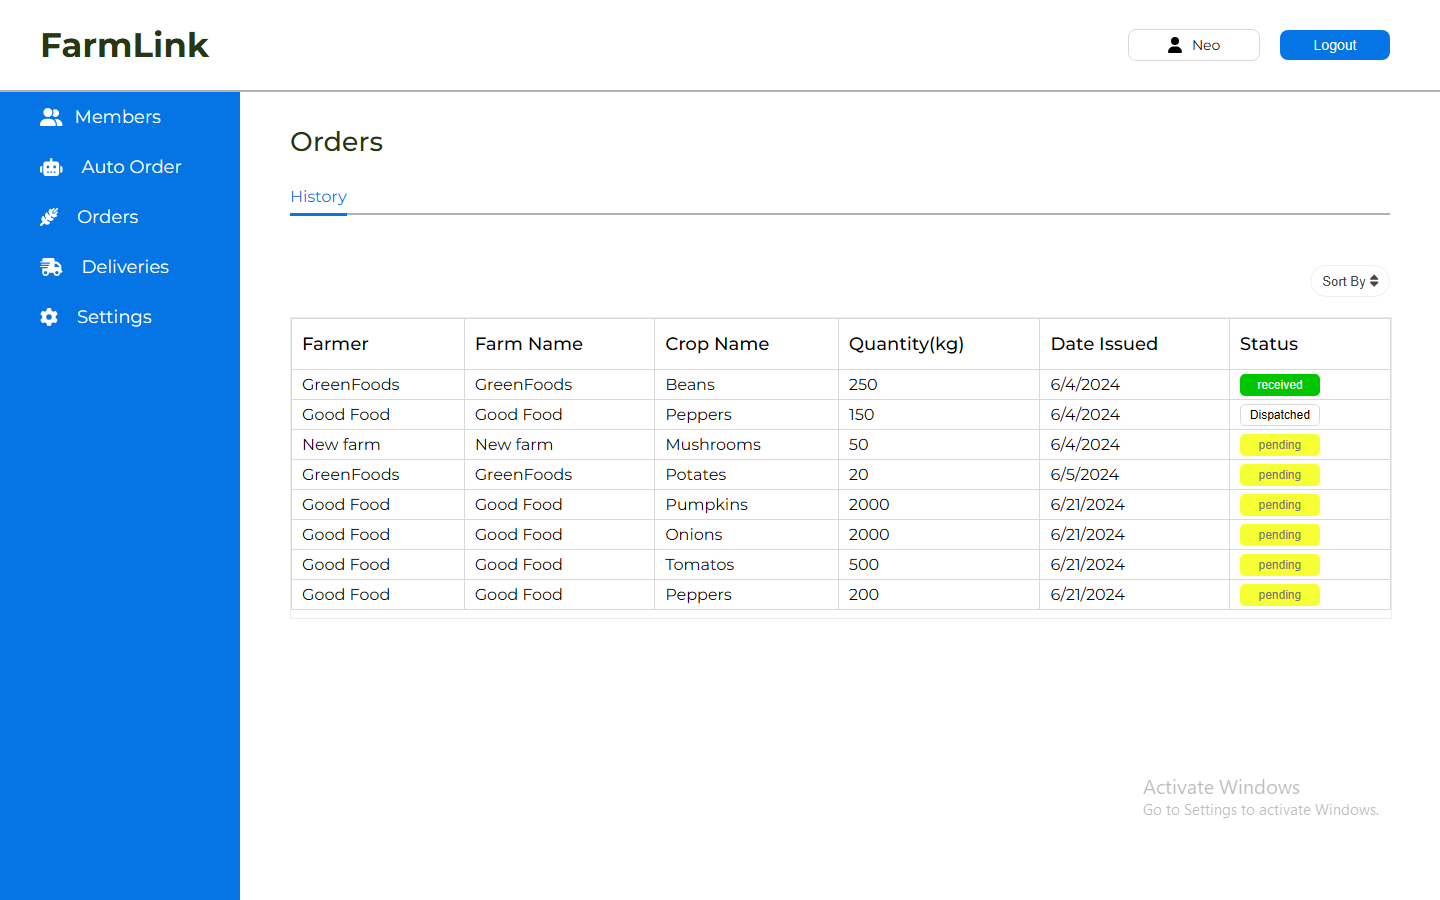 FarmLink
Neo
Logout
Members
Auto Order
Orders
Deliveries
Settings
Orders
History
Sort By
Farmer Farm Name Crop Name Quantity(kg) Date Issued Status
GreenFoods GreenFoods Beans 250 6/4/2024 received
Good Food Good Food Peppers 150 6/4/2024 Dispatched
New farm New farm Mushrooms 50 6/4/2024 pending
GreenFoods GreenFoods Potates 20 6/5/2024 pending
Good Food Good Food Pumpkins 2000 6/21/2024 pending
Good Food Good Food Onions 2000 6/21/2024 pending
Good Food Good Food Tomatos 500 6/21/2024 pending
Good Food Good Food Peppers 200 6/21/2024 pending
Activate Windows
Go to Settings to activate Windows.